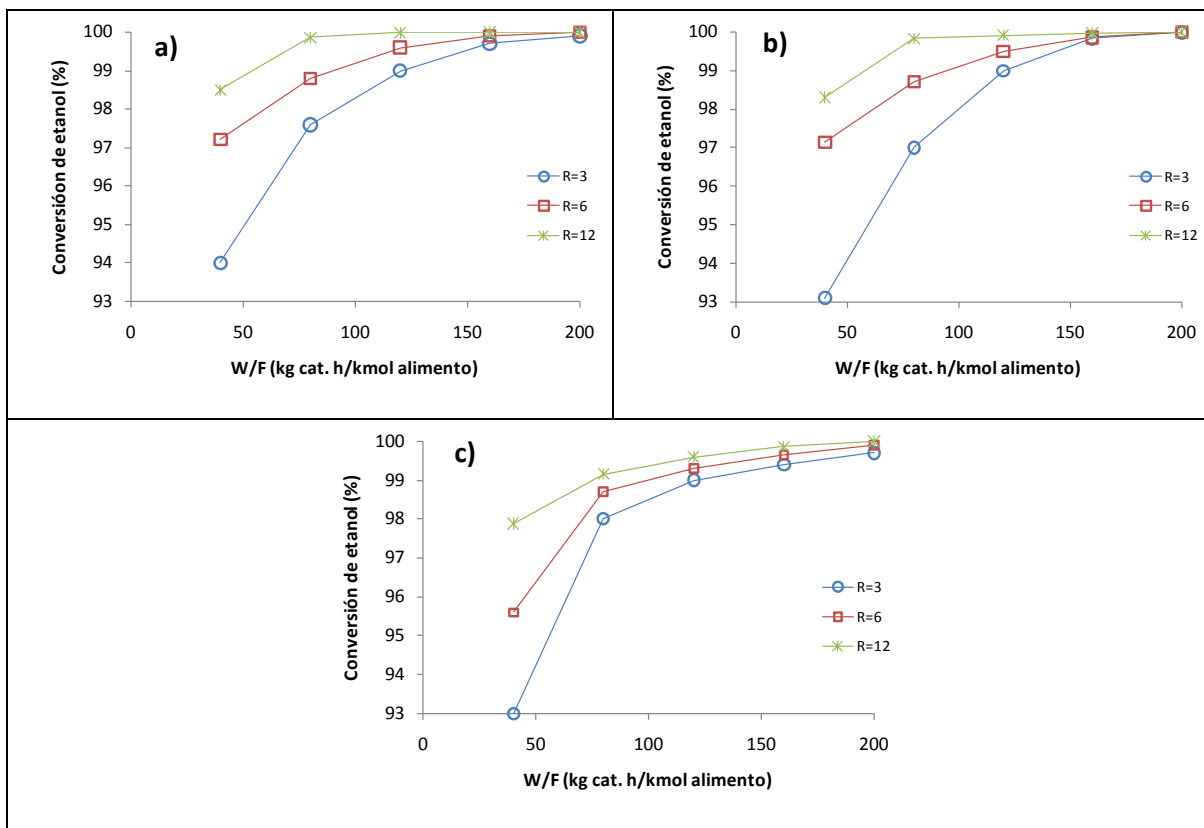 a)
Conversióon de etanol (%)
100
99
98
97
96
95
94
93
0 50 100 150 200
W/F (kg cat. h/kmol alimento)
R=3
R=6
R=12
b)
Conversión de etanol (%)
100
99
98
97
96
95
94
93
0 50 100 150 200
W/F (kg cat. h/kmol alimento)
R=3
R=6
R=12
c)
Conversión de etanol (%)
100
99
98
97
96
95
94
93
0 50 100 150 200
W/F (kg cat. h/kmol alimento)
R=3
R=6
R=12